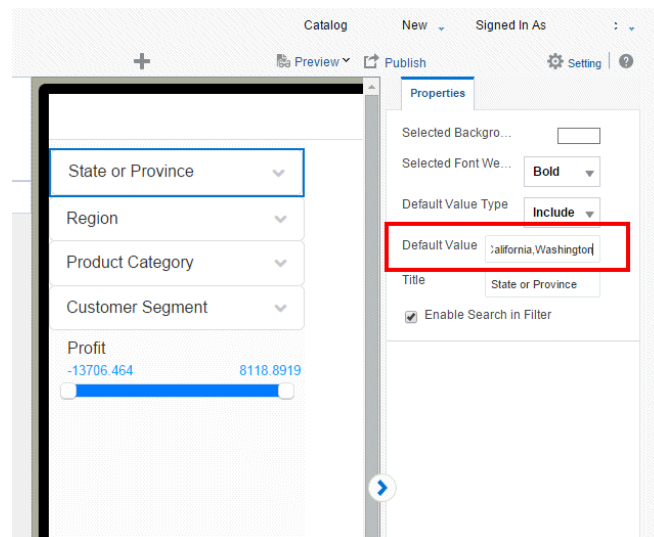 Catalog New Signed In As :
Preview Publish Setting ?
Properties
Selected Backgro...
Selected Font We... Bold
Default Value Type Include
Default Value :alifornia,Washington
Title State or Province
Enable Search in Filter
State or Province
Region
Product Category
Customer Segment
Profit
-13706.464 8118.8919